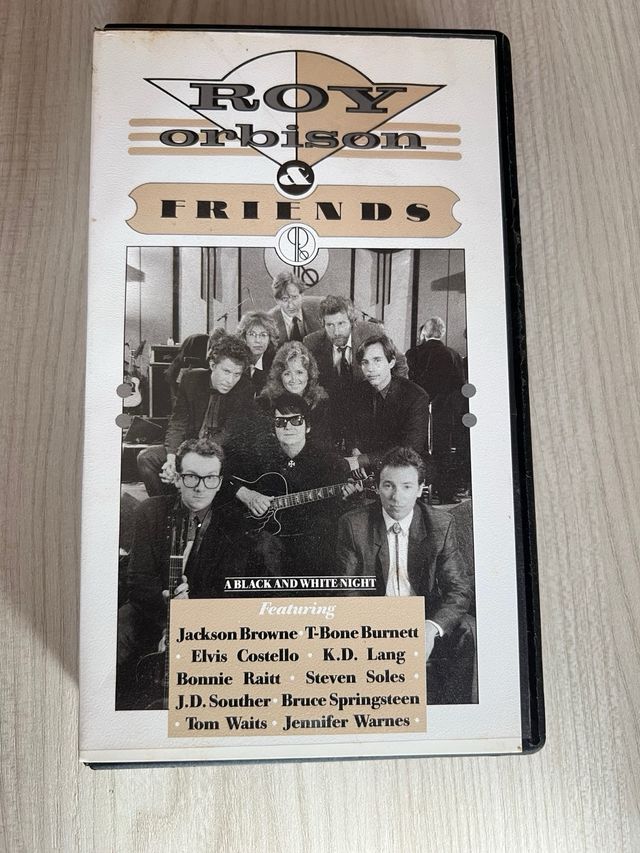 ROY
orbison
&
FRIENDS
A BLACK AND WHITE NIGHT
Featuring
Jackson Browne · T-Bone Burnett
· Elvis Costello · K.D. Lang ·
Bonnie Raitt · Steven Soles ·
J.D. Souther · Bruce Springsteen
· Tom Waits · Jennifer Warnes ·